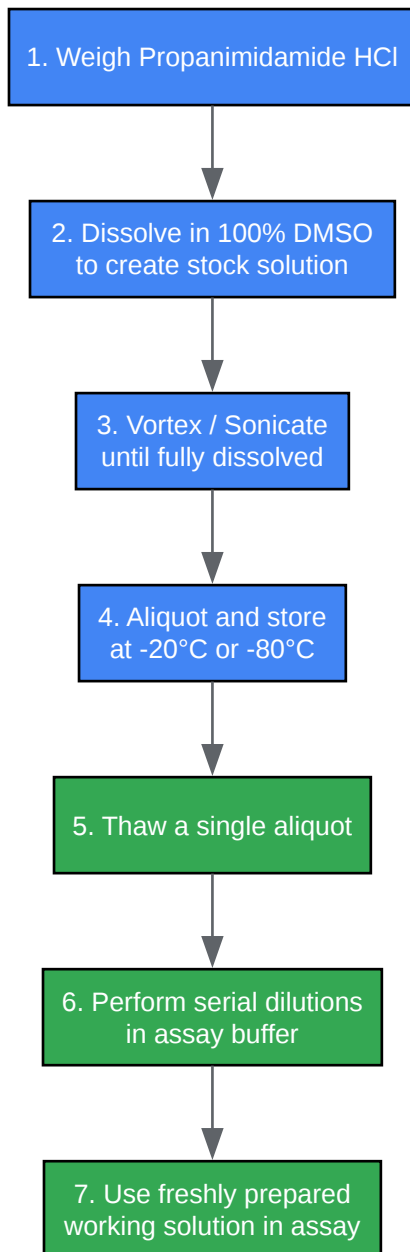 1. Weigh Propanimidamide HCl
2. Dissolve in 100% DMSO
to create stock solution
3. Vortex / Sonicate
until fully dissolved
4. Aliquot and store
at -20°C or -80°C
5. Thaw a single aliquot
6. Perform serial dilutions
in assay buffer
7. Use freshly prepared
working solution in assay